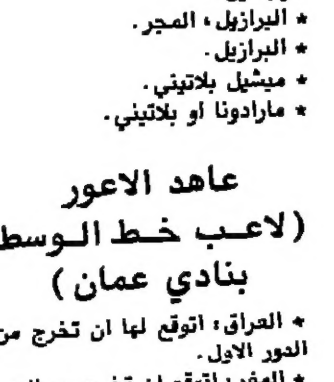 * البرازيل، المجر.
* البرازيل.
* ميشيل بلاتيني.
* مارادونا او بلاتيني.
عاهد الاعور
(لاعب خط الوسط
بنادي عمان)
* العراق: اتوقع لها ان تخرج من
الدور الاول.